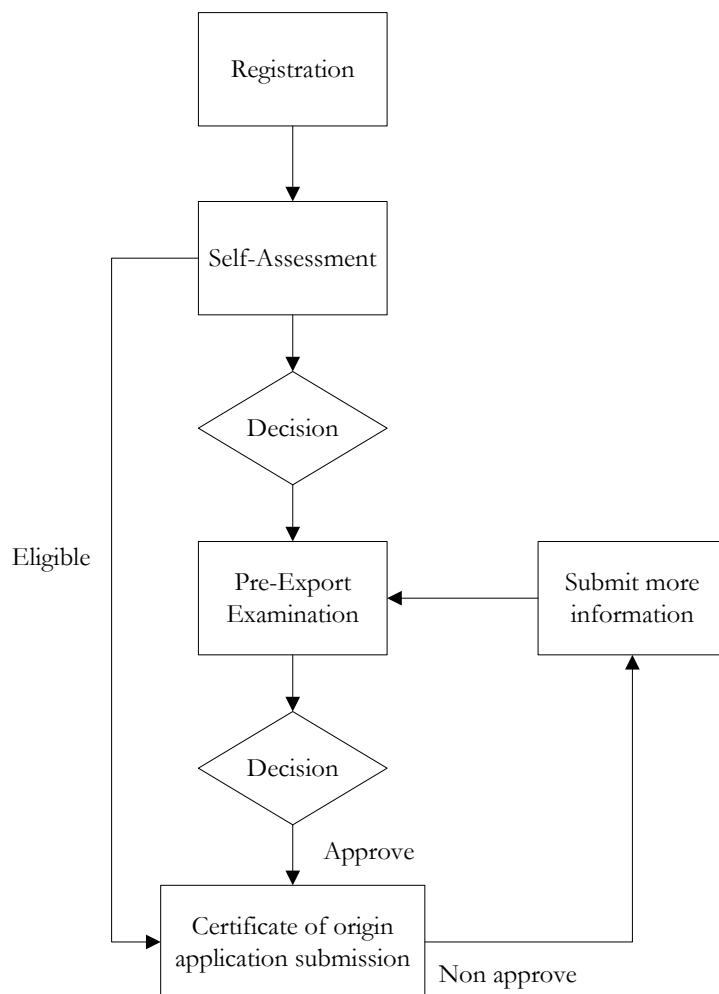 Registration
Self-Assessment
Decision
Eligible
Pre-Export
Examination
Submit more
information
Decision
Approve
Certificate of origin
application submission
Non approve